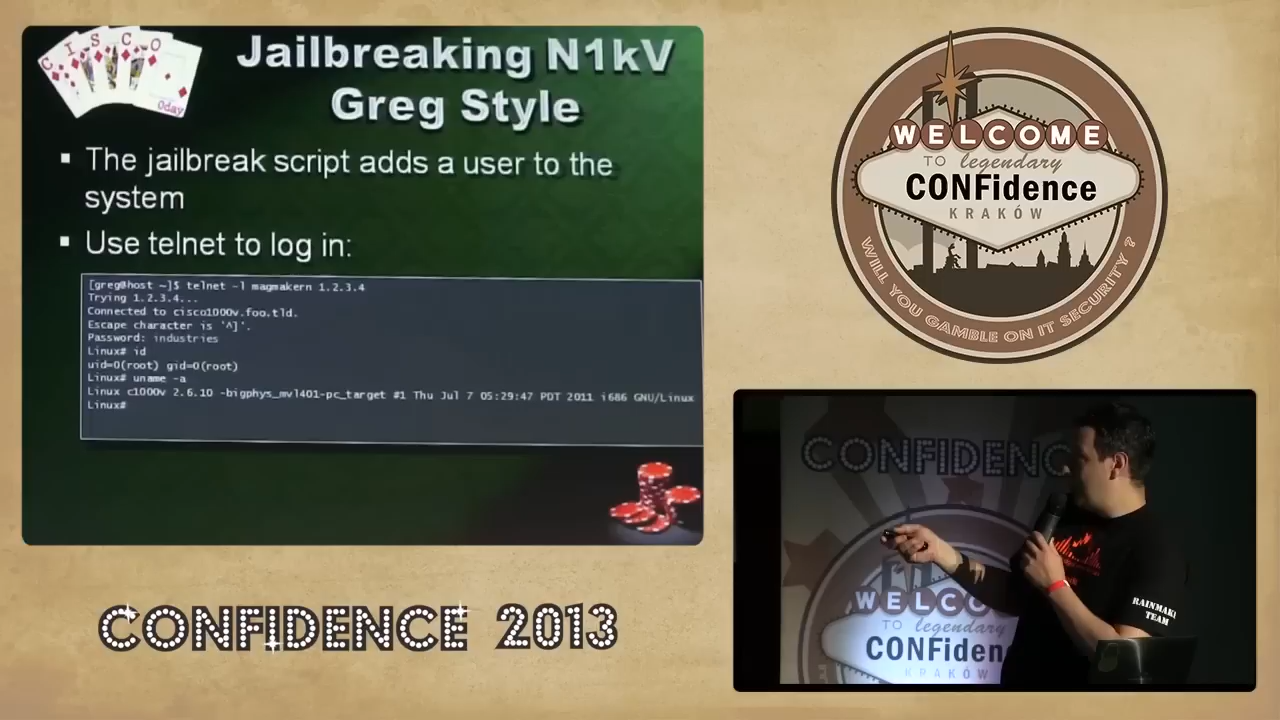 C I S C O
0day
Jailbreaking N1kV
Greg Style
▪ The jailbreak script adds a user to the
system
▪ Use telnet to log in:
[greg@host ~]$ telnet -l magmakern 1.2.3.4
Trying 1.2.3.4...
Connected to cisco1000v.foo.tld.
Escape character is '^]'.
Password: industries
Linux# id
uid=0(root) gid=0(root)
Linux# uname -a
Linux c1000v 2.6.10 -bigphys_mvl401-pc_target #1 Thu Jul 7 05:29:47 PDT 2011 i686 GNU/Linux
Linux#
CONFIDENCE 2013
WELCOME
TO legendary
CONFidence
KRAKÓW
WILL YOU GAMBLE ON IT SECURITY ?
CONFIDENC
WELCO
TO legendary
CONFiden
KRAKÓW
RAINMAK
TEAM